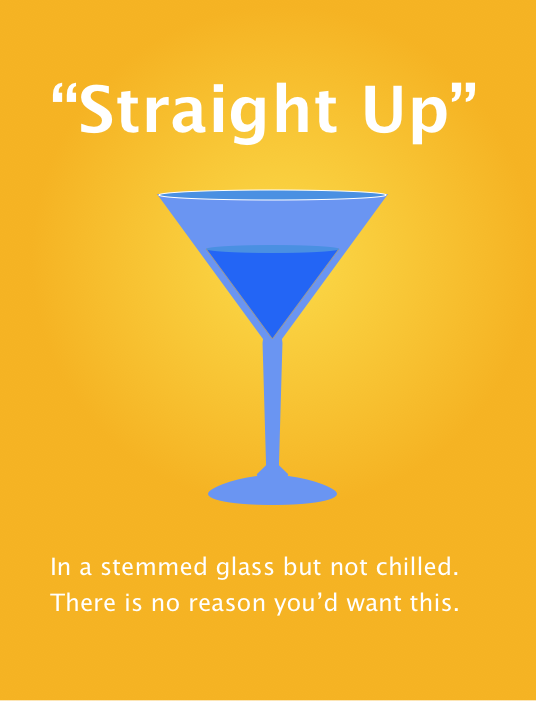 “Straight Up”
In a stemmed glass but not chilled.
There is no reason you’d want this.